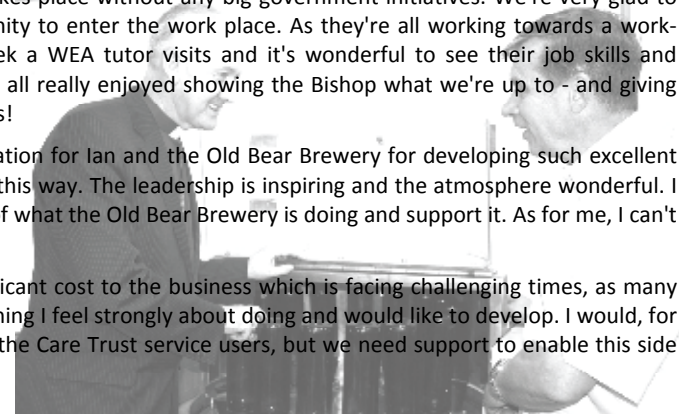 kes place without any big government initiatives. We're very glad to
nity to enter the work place. As they're all working towards a work-
ek a WEA tutor visits and it's wonderful to see their job skills and
all really enjoyed showing the Bishop what we're up to - and giving
s!
ation for Ian and the Old Bear Brewery for developing such excellent
this way. The leadership is inspiring and the atmosphere wonderful. I
of what the Old Bear Brewery is doing and support it. As for me, I can't
icant cost to the business which is facing challenging times, as many
ning I feel strongly about doing and would like to develop. I would, for
the Care Trust service users, but we need support to enable this side